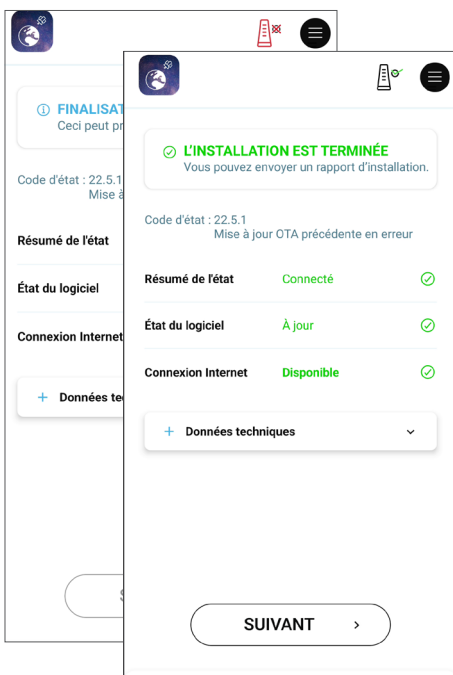 FINALISAT
Ceci peut pr
Code d'état : 22.5.1
Mise à
Résumé de l'état
État du logiciel
Connexion Internet
+ Données te
S
L'INSTALLATION EST TERMINÉE
Vous pouvez envoyer un rapport d'installation.
Code d'état : 22.5.1
Mise à jour OTA précédente en erreur
Résumé de l'état Connecté
État du logiciel À jour
Connexion Internet Disponible
+ Données techniques
SUIVANT >